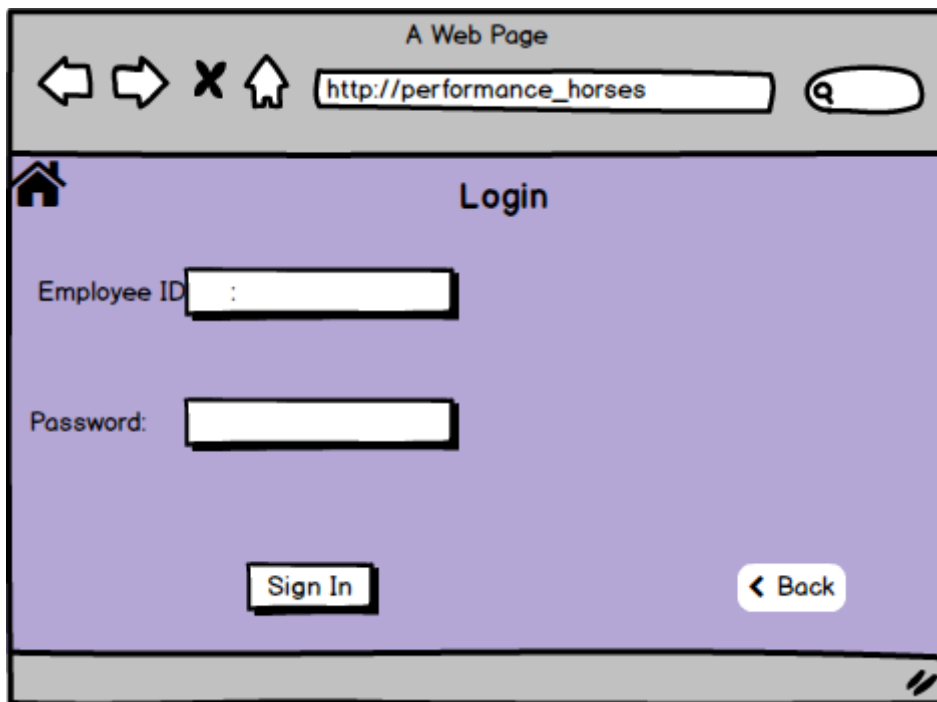 A Web Page
http://performance_horses
Login
Employee ID :
Password:
Sign In
Back